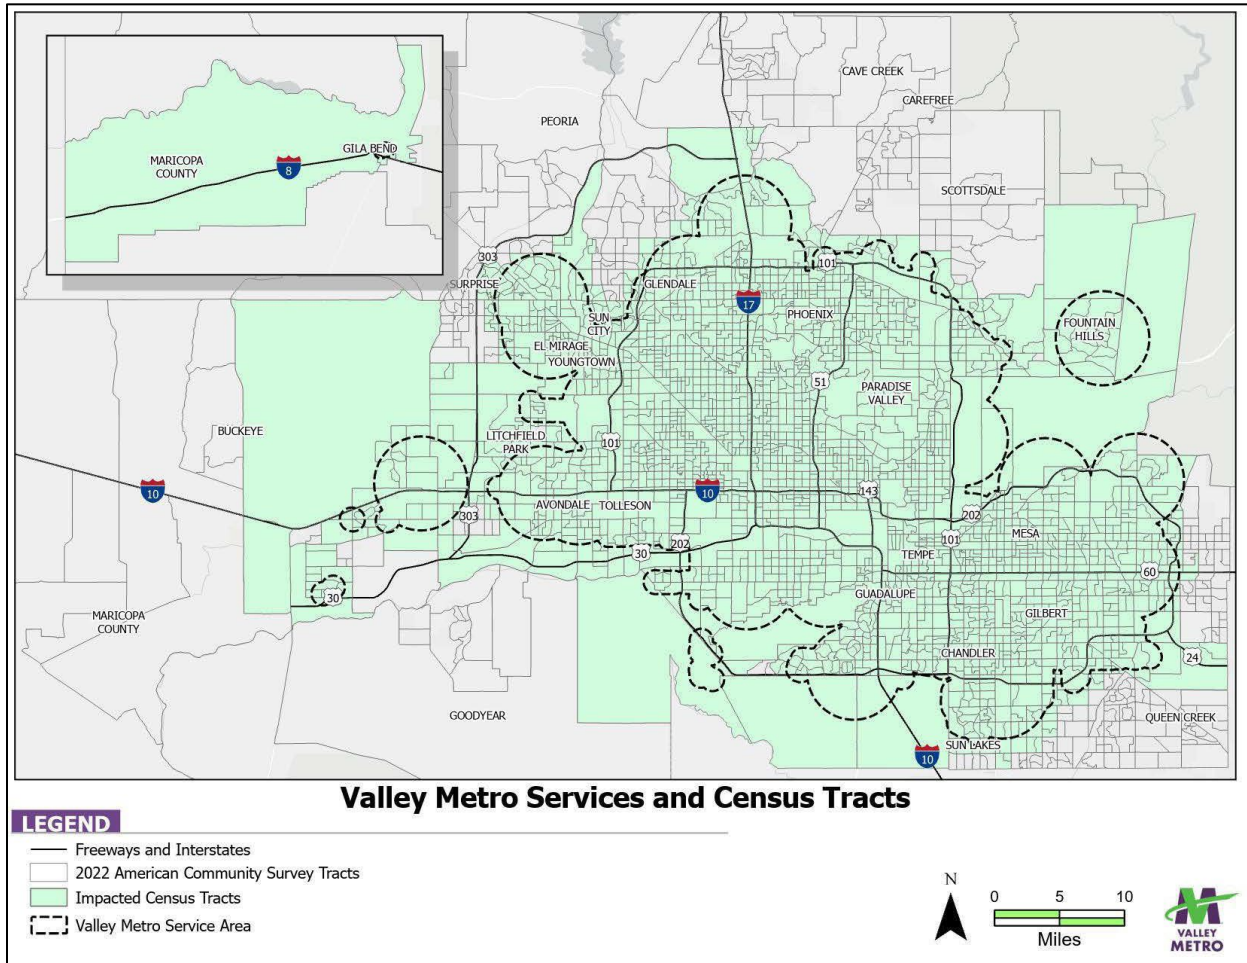 CAVE CREEK
CAREFREE
PEORIA
MARICOPA
COUNTY
GILA BEND
8
SCOTTSDALE
303
101
SURPRISE
GLENDALE
17
PHOENIX
SUN
CITY
FOUNTAIN
HILLS
EL MIRAGE
YOUNGTOWN
51
PARADISE
VALLEY
BUCKEYE
LITCHFIELD
PARK
101
10
10
143
AVONDALE
TOLLESON
303
202
MESA
202
101
30
TEMPE
60
30
GUADALUPE
GILBERT
MARICOPA
COUNTY
CHANDLER
24
GOODYEAR
QUEEN CREEK
SUN LAKES
10
Valley Metro Services and Census Tracts
LEGEND
Freeways and Interstates
2022 American Community Survey Tracts
Impacted Census Tracts
Valley Metro Service Area
N
0 5 10
Miles
VALLEY
METRO